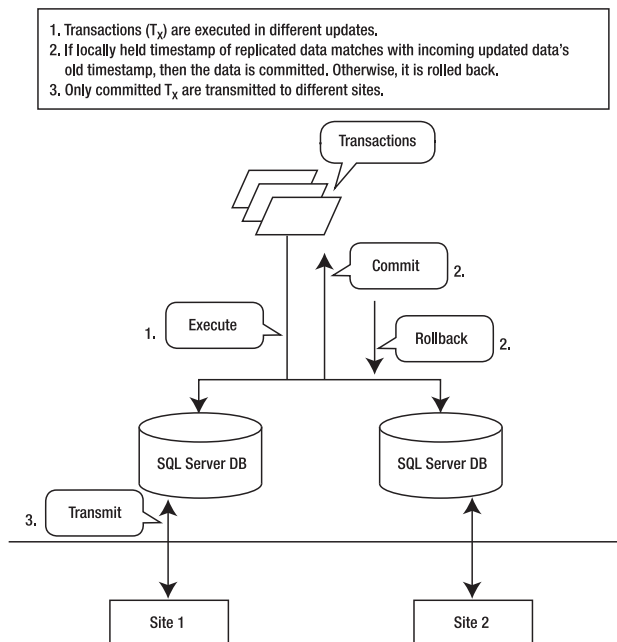 1. Transactions (Tx) are executed in different updates.
2. If locally held timestamp of replicated data matches with incoming updated data's
old timestamp, then the data is committed. Otherwise, it is rolled back.
3. Only committed Tx are transmitted to different sites.
Transactions
Commit
2.
1.
Execute
Rollback
2.
SQL Server DB
SQL Server DB
3.
Transmit
Site 1
Site 2